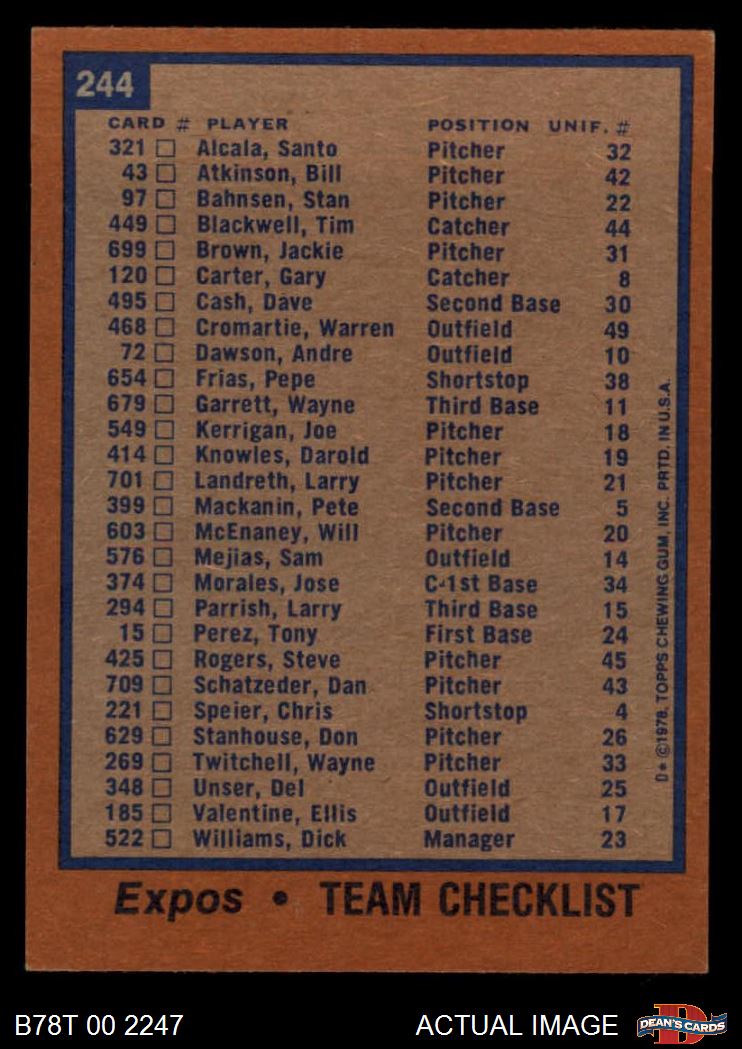 244
CARD # PLAYER POSITION UNIF. #
321 Alcala, Santo Pitcher 32
43 Atkinson, Bill Pitcher 42
97 Bahnsen, Stan Pitcher 22
449 Blackwell, Tim Catcher 44
699 Brown, Jackie Pitcher 31
120 Carter, Gary Catcher 8
495 Cash, Dave Second Base 30
468 Cromartie, Warren Outfield 49
72 Dawson, Andre Outfield 10
654 Frias, Pepe Shortstop 38
679 Garrett, Wayne Third Base 11
549 Kerrigan, Joe Pitcher 18
414 Knowles, Darold Pitcher 19
701 Landreth, Larry Pitcher 21
399 Mackanin, Pete Second Base 5
603 McEnaney, Will Pitcher 20
576 Mejias, Sam Outfield 14
374 Morales, Jose C-1st Base 34
294 Parrish, Larry Third Base 15
15 Perez, Tony First Base 24
425 Rogers, Steve Pitcher 45
709 Schatzeder, Dan Pitcher 43
221 Speier, Chris Shortstop 4
629 Stanhouse, Don Pitcher 26
269 Twitchell, Wayne Pitcher 33
348 Unser, Del Outfield 25
185 Valentine, Ellis Outfield 17
522 Williams, Dick Manager 23
D* ©1978, TOPPS CHEWING GUM, INC. PRTD. IN U.S.A.
Expos • TEAM CHECKLIST
B78T 00 2247 ACTUAL IMAGE
D
DEAN'S CARDS